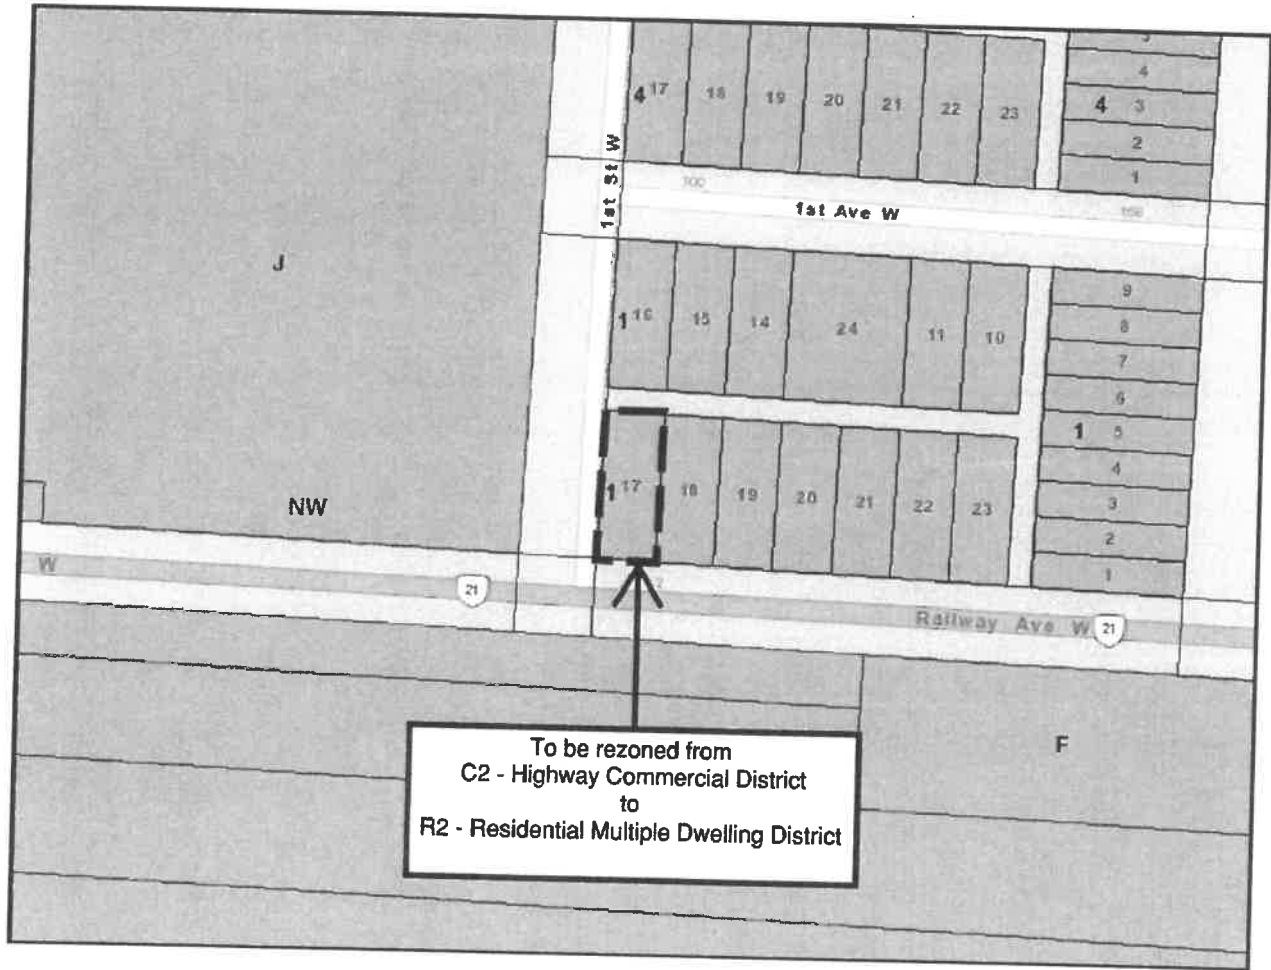 4 17 18 19 20 21 22 23
4
4 3
2
1
1st St W
100
1st Ave W
J
1 16 15 14 24 11 10
9
8
7
6
1 5
4
3
2
1
1 17 18 19 20 21 22 23
NW
W
21
Railway Ave W 21
F
To be rezoned from
C2 - Highway Commercial District
to
R2 - Residential Multiple Dwelling District